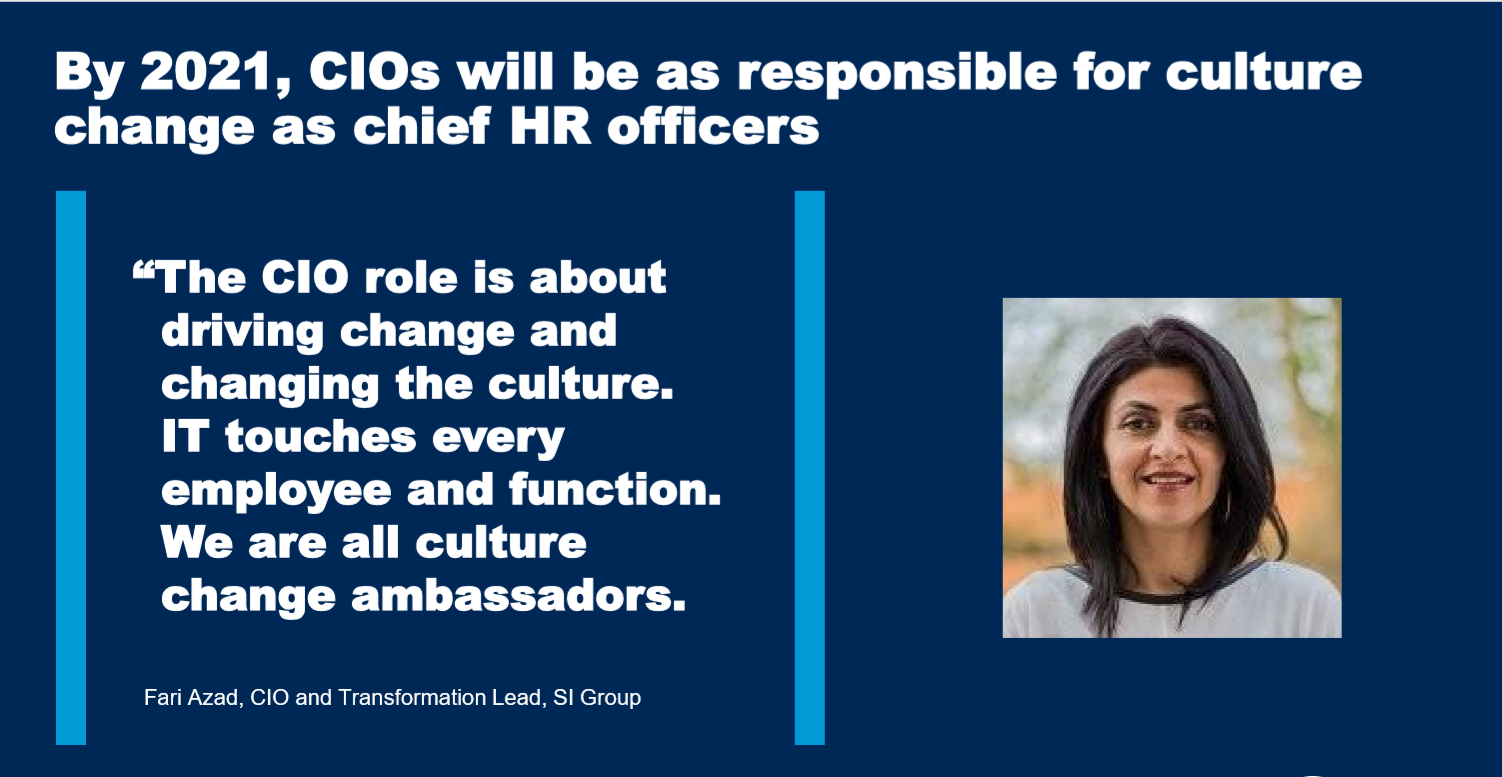 By 2021, CIOs will be as responsible for culture
change as chief HR officers
“The CIO role is about
driving change and
changing the culture.
IT touches every
employee and function.
We are all culture
change ambassadors.
Fari Azad, CIO and Transformation Lead, SI Group